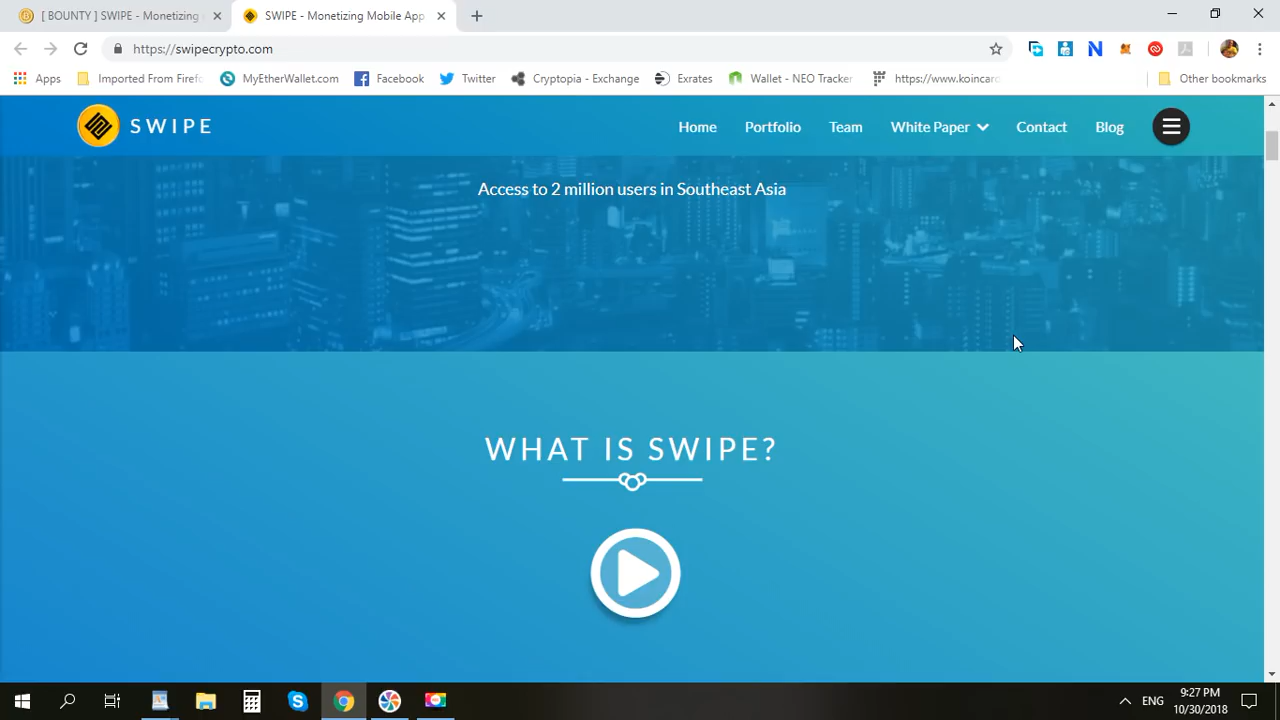 [ BOUNTY ] SWIPE - Monetizing
SWIPE - Monetizing Mobile App
https://swipecrypto.com
Apps
Imported From Firef
MyEtherWallet.com
Facebook
Twitter
Cryptopia - Exchange
Exrates
Wallet - NEO Tracker
https://www.koincar
Other bookmarks
SWIPE
Home
Portfolio
Team
White Paper
Contact
Blog
Access to 2 million users in Southeast Asia
WHAT IS SWIPE?
ENG
9:27 PM
10/30/2018